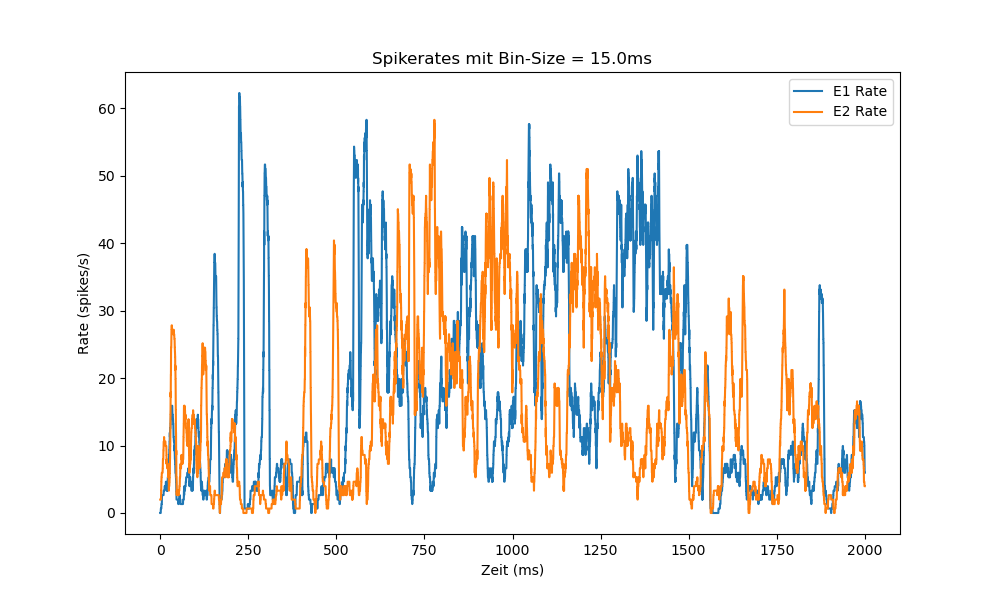 Spikerates mit Bin-Size = 15.0ms
E1 Rate
E2 Rate
60
50
40
30
20
10
0
Rate (spikes/s)
0 250 500 750 1000 1250 1500 1750 2000
Zeit (ms)